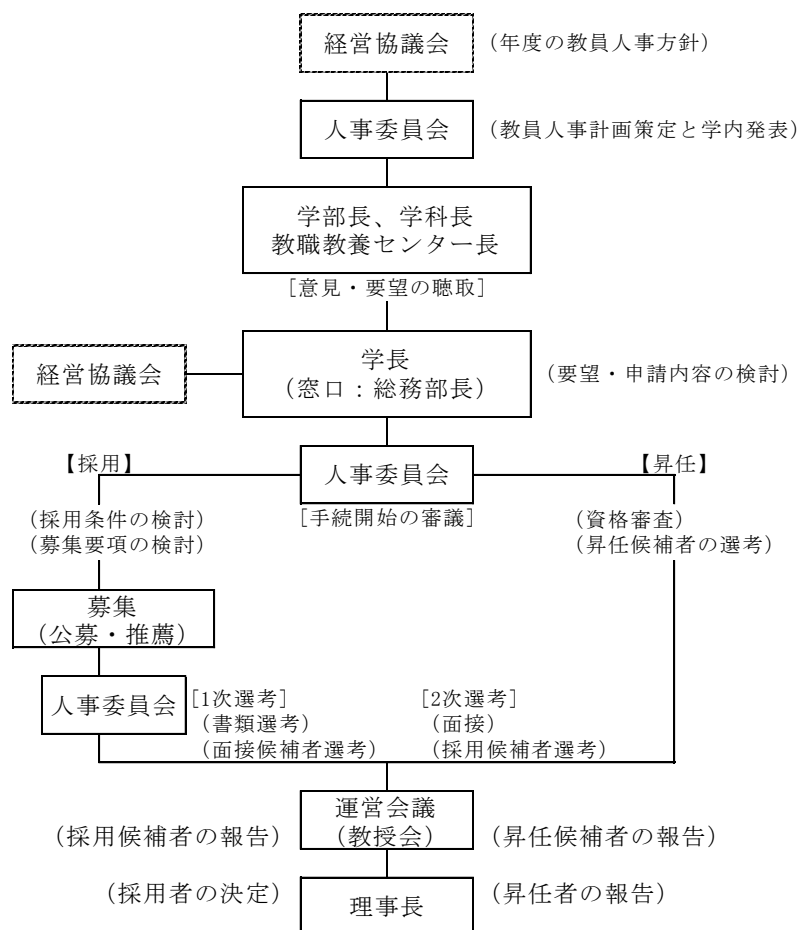 経営協議会
（年度の教員人事方針）
人事委員会
（教員人事計画策定と学内発表）
学部長、学科長
教職教養センター長
[意見・要望の聴取]
経営協議会
学長
（窓口：総務部長）
（要望・申請内容の検討）
【採用】
人事委員会
【昇任】
[手続開始の審議]
（採用条件の検討）
（募集要項の検討）
（資格審査）
（昇任候補者の選考）
募集
（公募・推薦）
人事委員会
[1次選考]
（書類選考）
（面接候補者選考）
[2次選考]
（面接）
（採用候補者選考）
（採用候補者の報告）
運営会議
（教授会）
（昇任候補者の報告）
（採用者の決定）
理事長
（昇任者の報告）